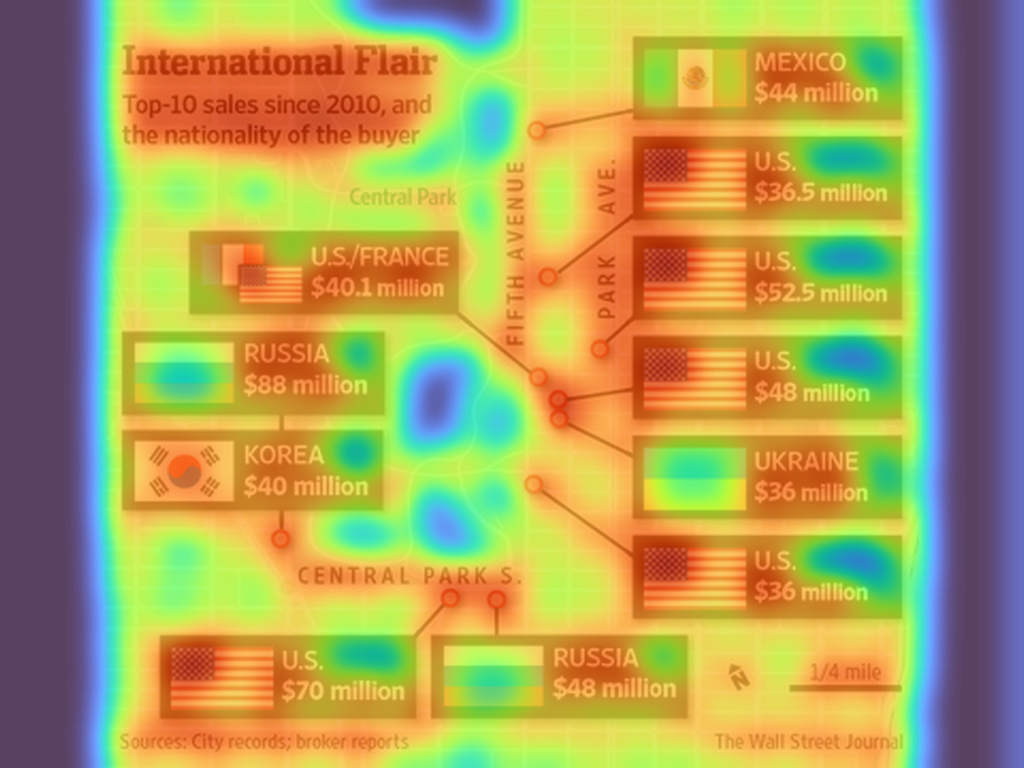 International Flair
Top-10 sales since 2010, and
the nationality of the buyer
MEXICO
$44 million
U.S.
$36.5 million
Central Park
FIFTH AVENUE
PARK AVE.
U.S./FRANCE
$40.1 million
U.S.
$52.5 million
RUSSIA
$88 million
U.S.
$48 million
KOREA
$40 million
UKRAINE
$36 million
CENTRAL PARK S.
U.S.
$36 million
U.S.
$70 million
RUSSIA
$48 million
N
1/4 mile
Sources: City records; broker reports
The Wall Street Journal